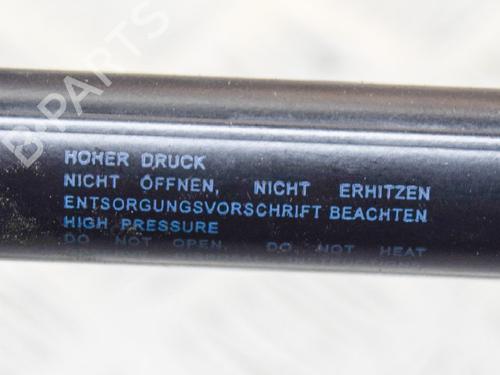 B-PARTS
HOHER DRUCK
NICHT ÖFFNEN, NICHT ERHITZEN
ENTSORGUNGSVORSCHRIFT BEACHTEN
HIGH PRESSURE
DO NOT OPEN, DO NOT HEAT